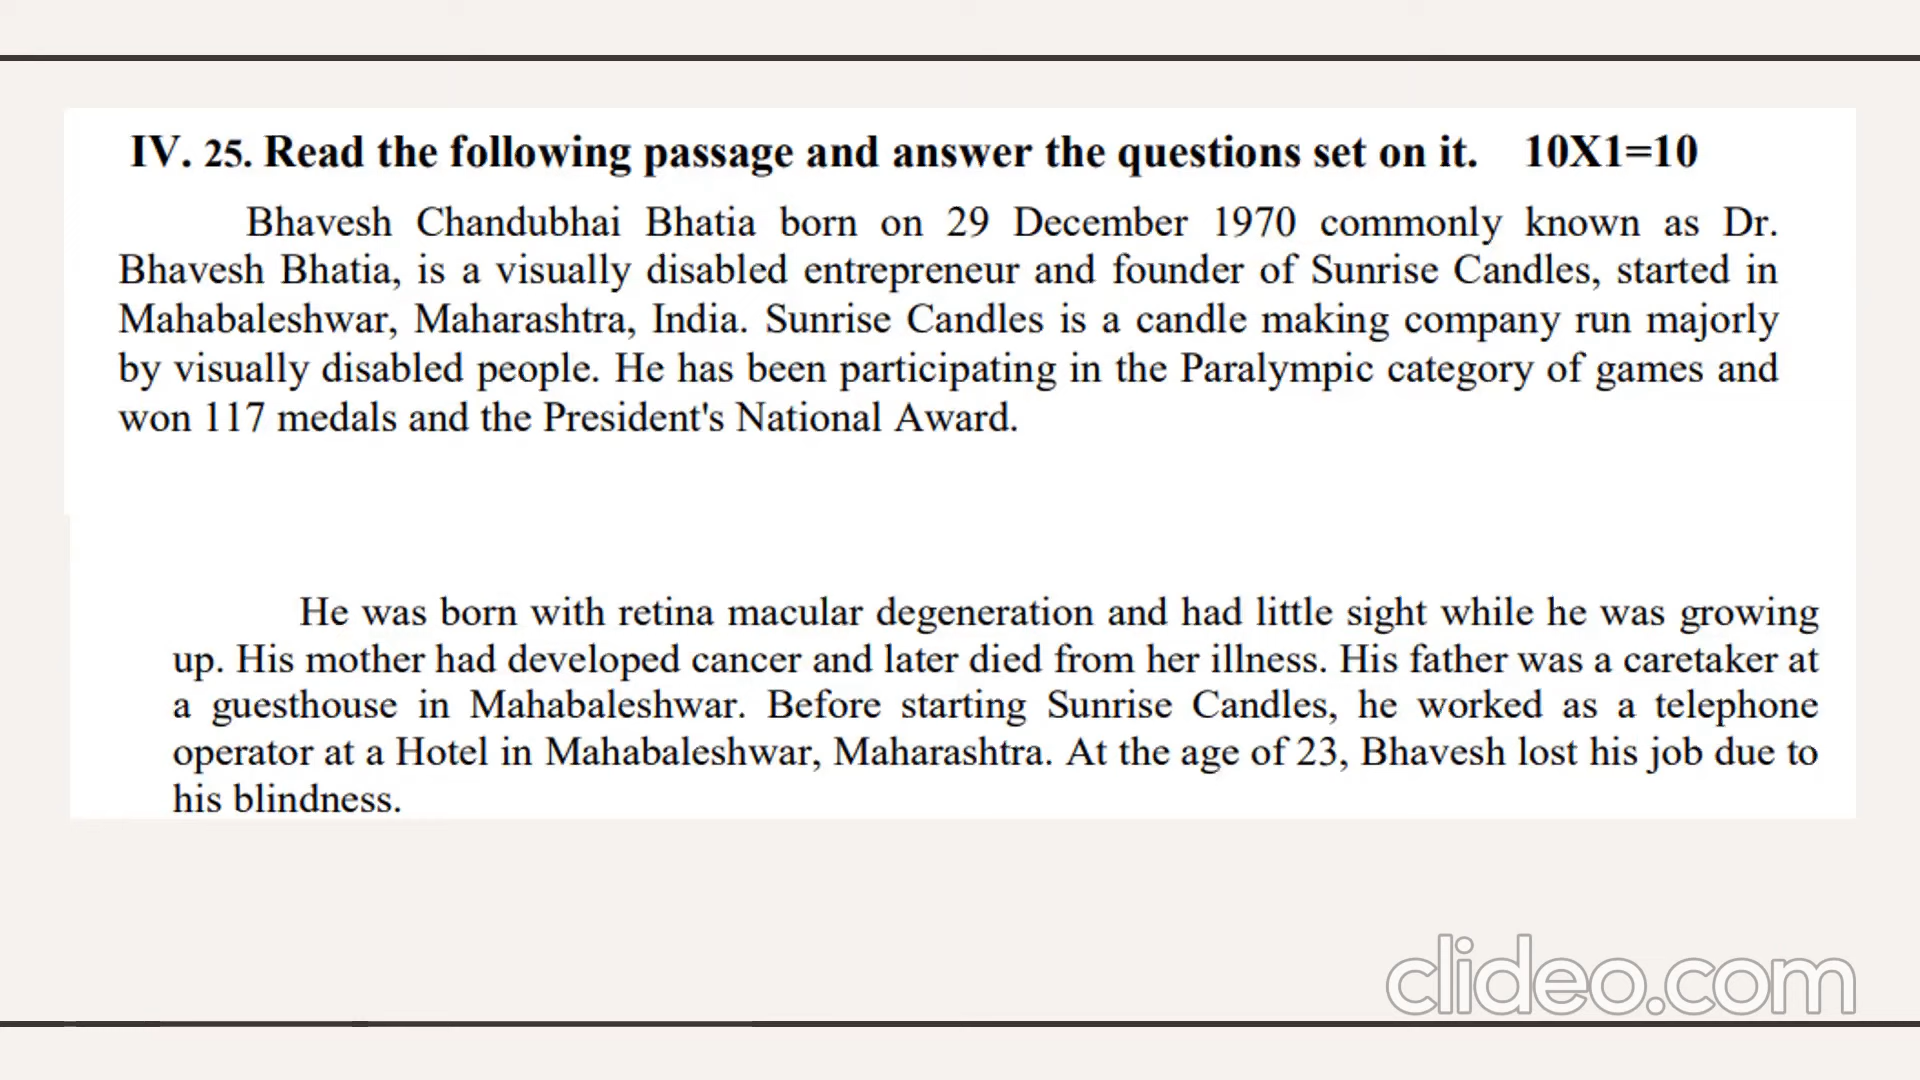 IV. 25. Read the following passage and answer the questions set on it. 10X1=10
Bhavesh Chandubhai Bhatia born on 29 December 1970 commonly known as Dr.
Bhavesh Bhatia, is a visually disabled entrepreneur and founder of Sunrise Candles, started in
Mahabaleshwar, Maharashtra, India. Sunrise Candles is a candle making company run majorly
by visually disabled people. He has been participating in the Paralympic category of games and
won 117 medals and the President's National Award.
He was born with retina macular degeneration and had little sight while he was growing
up. His mother had developed cancer and later died from her illness. His father was a caretaker at
a guesthouse in Mahabaleshwar. Before starting Sunrise Candles, he worked as a telephone
operator at a Hotel in Mahabaleshwar, Maharashtra. At the age of 23, Bhavesh lost his job due to
his blindness.
clideo.com